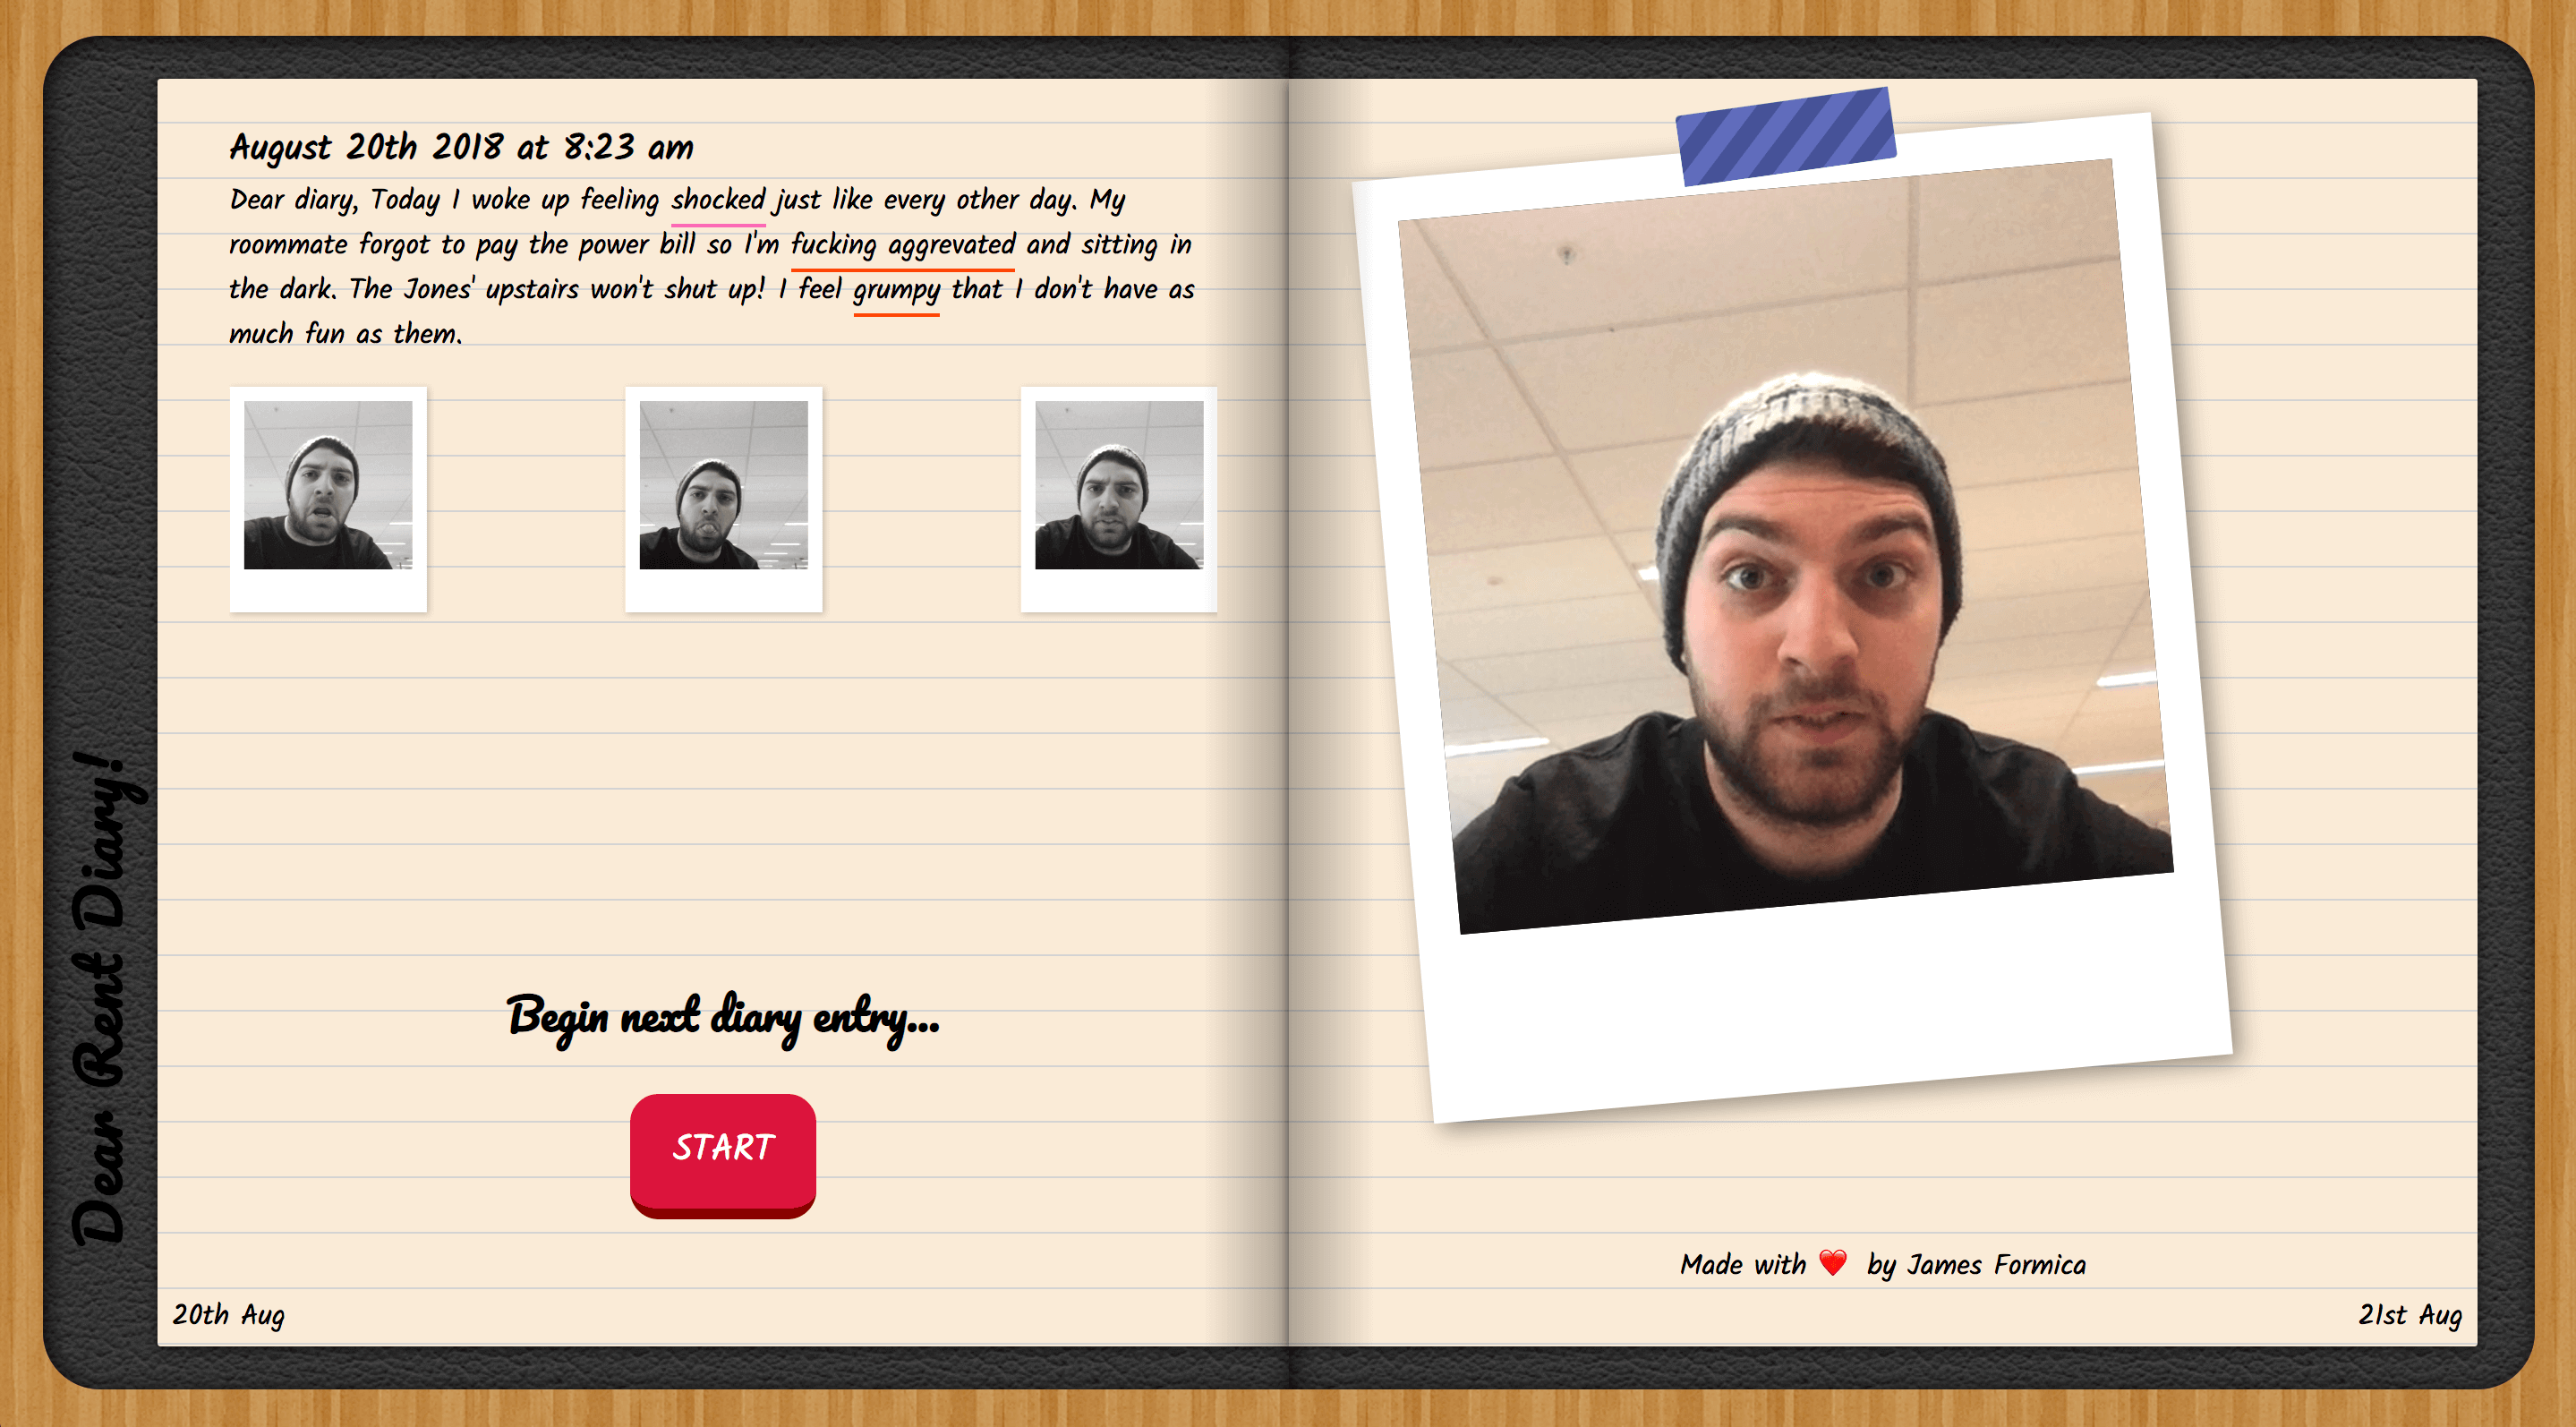 Dear Rent Diary!
August 20th 2018 at 8:23 am
Dear diary, Today I woke up feeling shocked just like every other day. My
roommate forgot to pay the power bill so I'm fucking aggrevated and sitting in
the dark. The Jones' upstairs won't shut up! I feel grumpy that I don't have as
much fun as them.
Begin next diary entry...
START
20th Aug
Made with ❤️ by James Formica
21st Aug